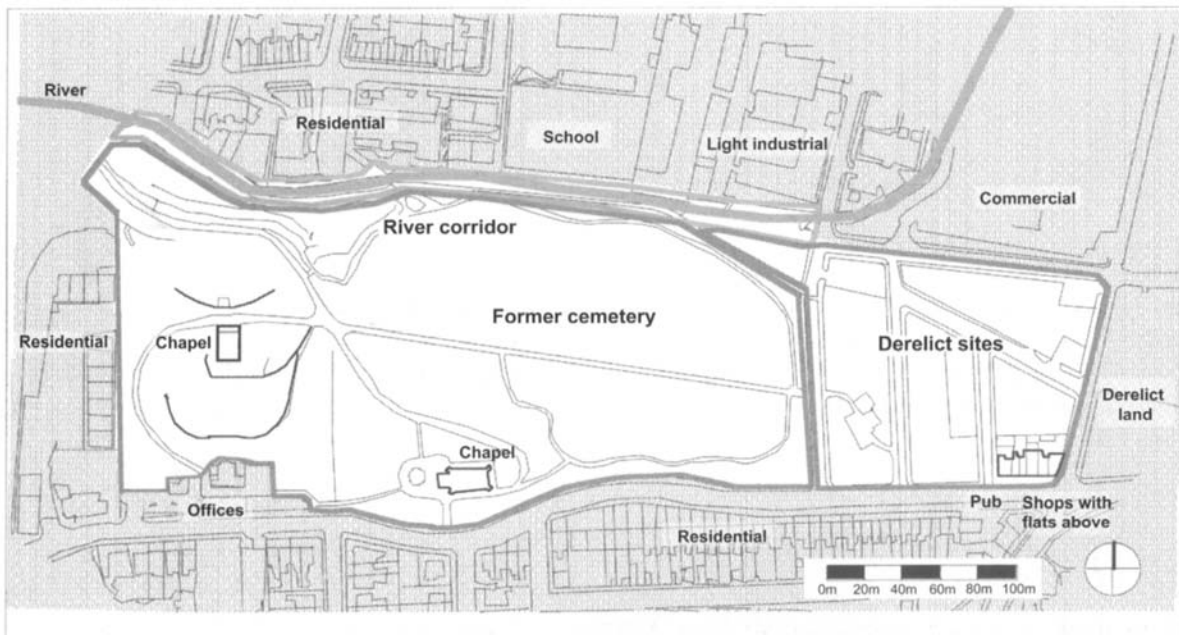 River
Residential
School
Light industrial
Commercial
River corridor
Former cemetery
Residential
Chapel
Derelict sites
Derelict
land
Chapel
Offices
Pub
Shops with
flats above
Residential
0m 20m 40m 60m 80m 100m